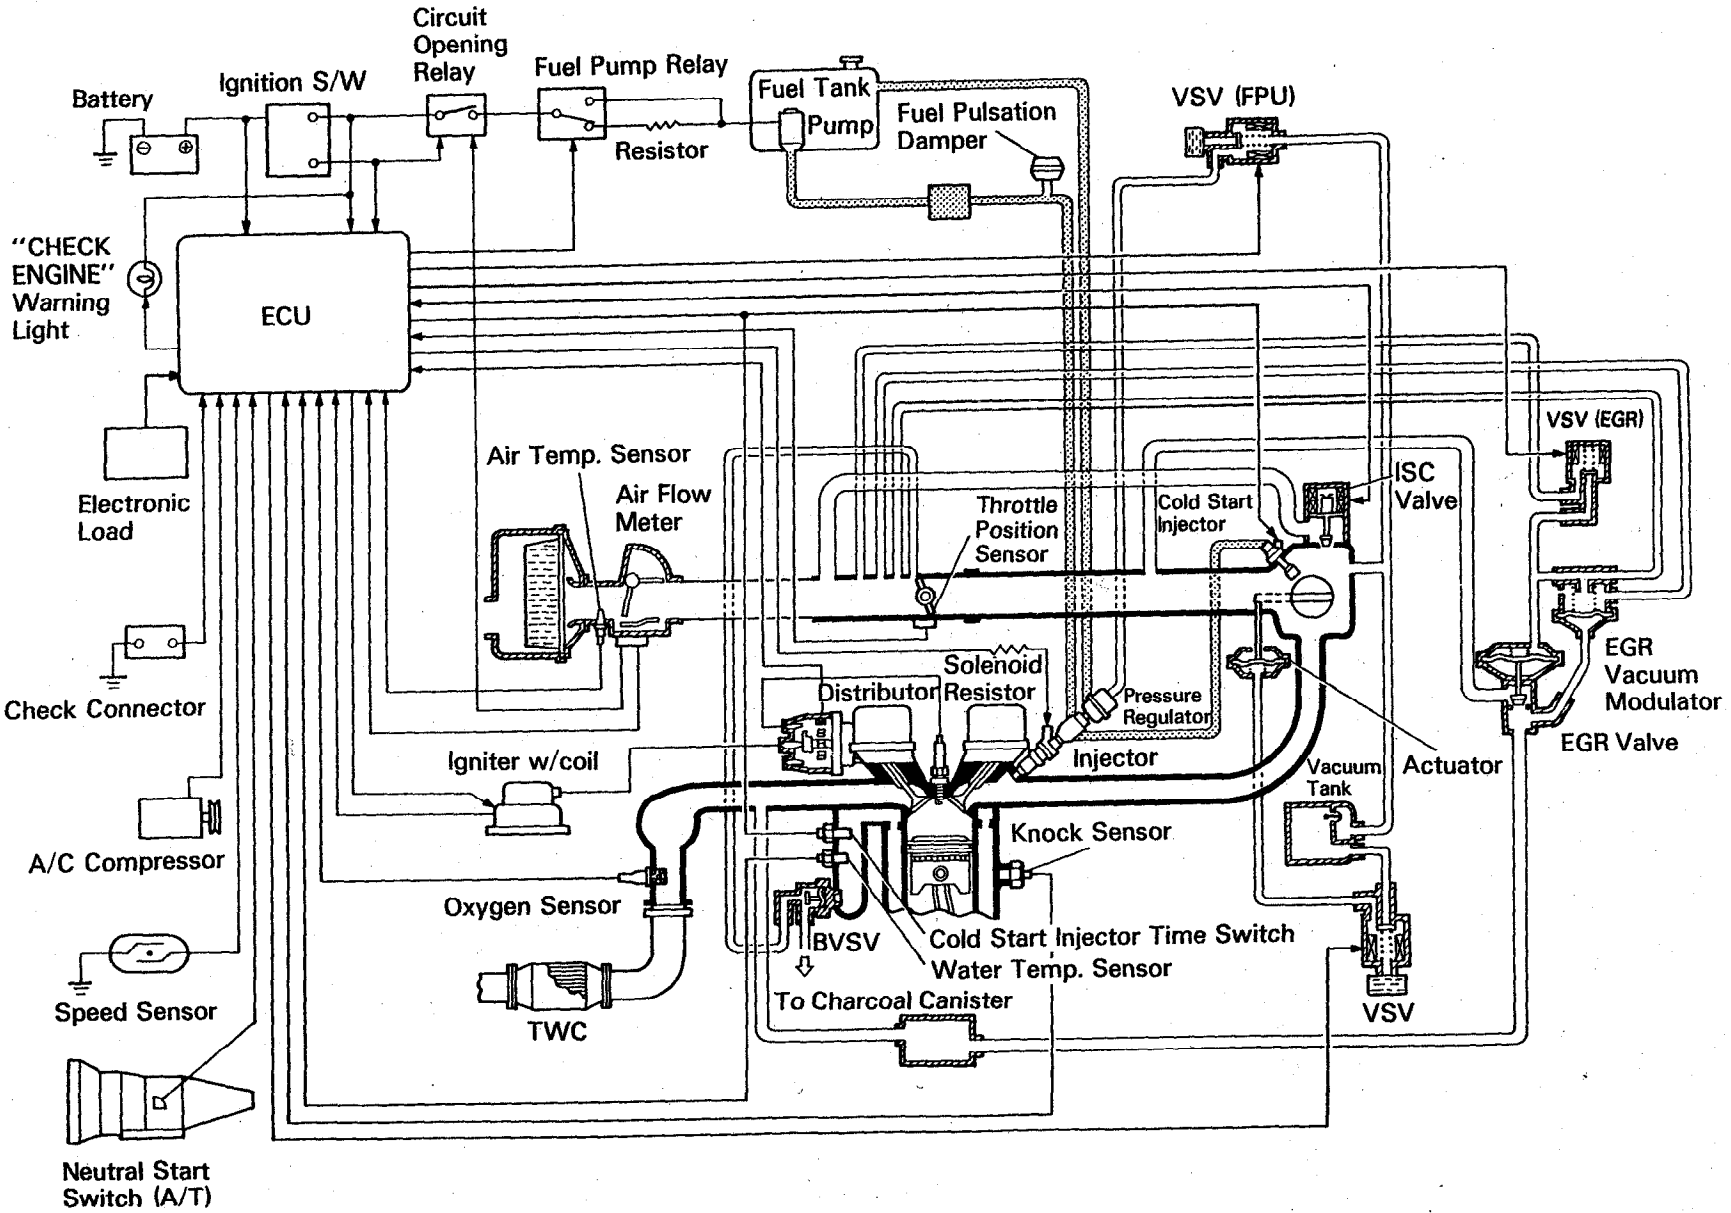 Circuit
Opening
Relay
Ignition S/W
Fuel Pump Relay
Battery
Fuel Tank
Pump
Resistor
Fuel Pulsation
Damper
VSV (FPU)
"CHECK
ENGINE"
Warning
Light
ECU
Electronic
Load
Air Temp. Sensor
Air Flow
Meter
Throttle
Position
Sensor
Cold Start
Injector
ISC
Valve
VSV (EGR)
Check Connector
Solenoid
Resistor
Distributor
Pressure
Regulator
Injector
EGR
Vacuum
Modulator
EGR Valve
Actuator
Igniter w/coil
Vacuum
Tank
A/C Compressor
Knock Sensor
Oxygen Sensor
BVSV
Cold Start Injector Time Switch
Water Temp. Sensor
To Charcoal Canister
VSV
Speed Sensor
TWC
Neutral Start
Switch (A/T)